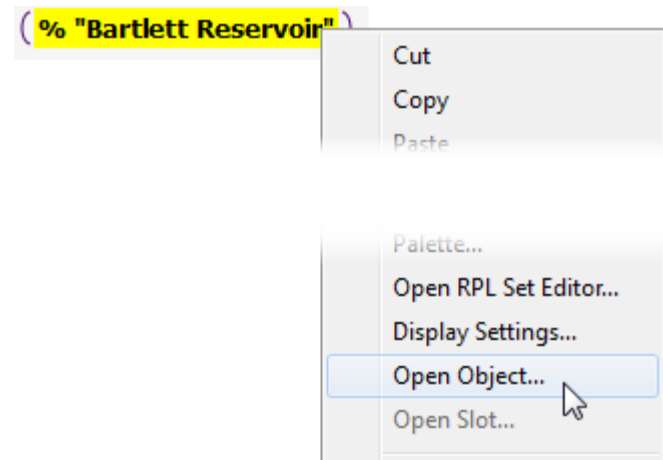 (% "Bartlett Reservoir")
Cut
Copy
Paste
Palette...
Open RPL Set Editor...
Display Settings...
Open Object...
Open Slot...